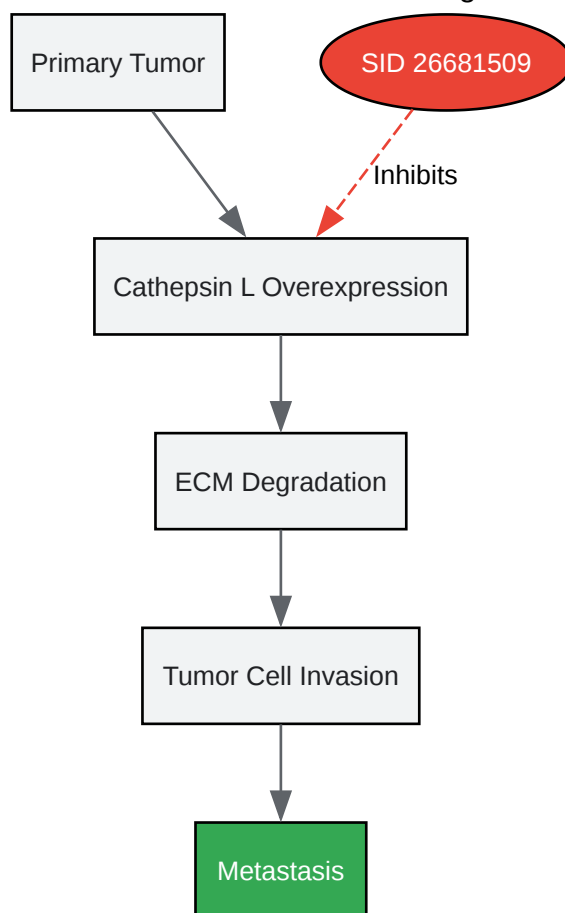 Primary Tumor
SID 26681509
Inhibits
Cathepsin L Overexpression
ECM Degradation
Tumor Cell Invasion
Metastasis